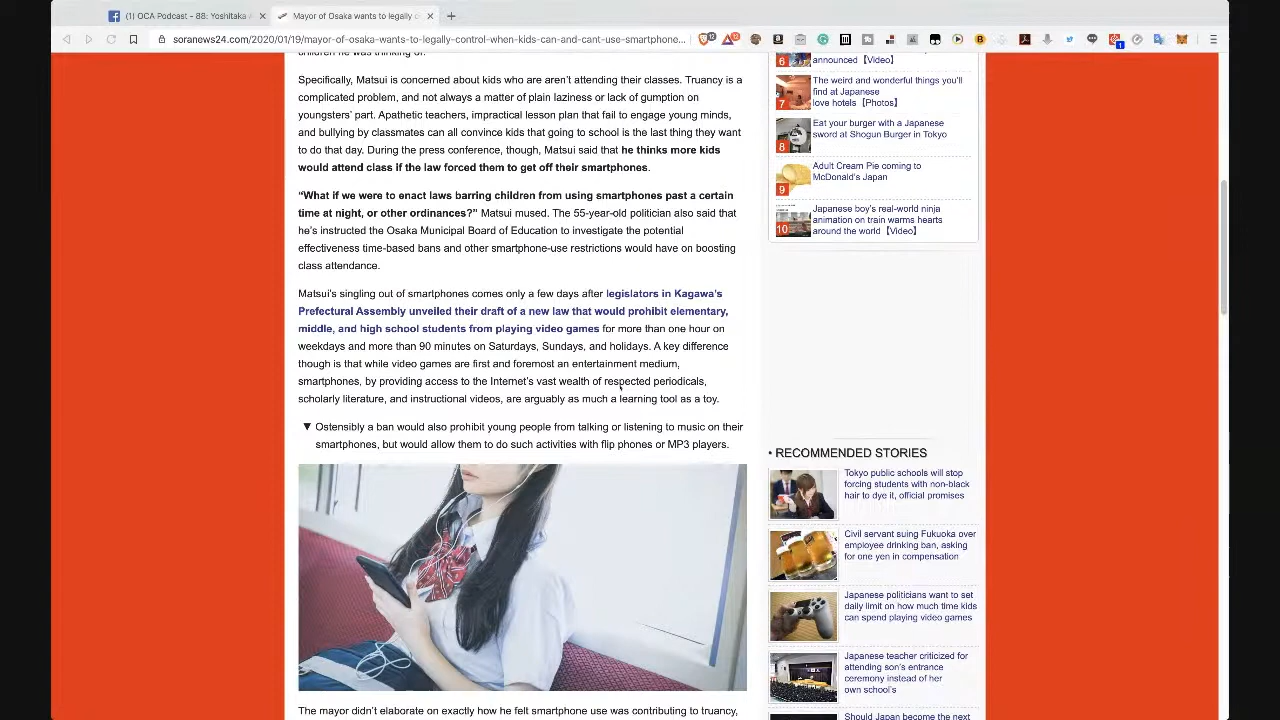 (1) OCA Podcast - 88: Yoshitaka
Mayor of Osaka wants to legally c
soranews24.com/2020/01/19/mayor-of-osaka-wants-to-legally-control-when-kids-can-and-cant-use-smartphone...
children he was thinking of.
Specifically, Matsui is concerned about kids who are aren't attending their classes. Truancy is a
complicated problem, and not always a matter of plain laziness or lack of gumption on
youngsters' part. Apathetic teachers, impractical lesson plan that fail to engage young minds,
and bullying by classmates can all convince kids that going to school is the last thing they want
to do that day. During the press conference, though, Matsui said that he thinks more kids
would attend class if the law forced them to get off their smartphones.
“What if we were to enact laws barring children from using smartphones past a certain
time at night, or other ordinances?” Matsui asked. The 55-year-old politician also said that
he's instructed the Osaka Municipal Board of Education to investigate the potential
effectiveness time-based bans and other smartphone-use restrictions would have on boosting
class attendance.
Matsui's singling out of smartphones comes only a few days after legislators in Kagawa's
Prefectural Assembly unveiled their draft of a new law that would prohibit elementary,
middle, and high school students from playing video games for more than one hour on
weekdays and more than 90 minutes on Saturdays, Sundays, and holidays. A key difference
though is that while video games are first and foremost an entertainment medium,
smartphones, by providing access to the Internet's vast wealth of respected periodicals,
scholarly literature, and instructional videos, are arguably as much a learning tool as a toy.
▼ Ostensibly a ban would also prohibit young people from talking or listening to music on their
smartphones, but would allow them to do such activities with flip phones or MP3 players.
The mayor didn't elaborate on exactly how he
phone use was contributing to truancy,
6
announced【Video】
7
The weird and wonderful things you'll
find at Japanese
love hotels【Photos】
8
Eat your burger with a Japanese
sword at Shogun Burger in Tokyo
9
Adult Cream Pie coming to
McDonald's Japan
10
Japanese boy's real-world ninja
animation on train warms hearts
around the world【Video】
• RECOMMENDED STORIES
Tokyo public schools will stop
forcing students with non-black
hair to dye it, official promises
Civil servant suing Fukuoka over
employee drinking ban, asking
for one yen in compensation
Japanese politicians want to set
daily limit on how much time kids
can spend playing video games
Japanese teacher criticized for
attending son's entrance
ceremony instead of her
own school's
Should Japan become the next